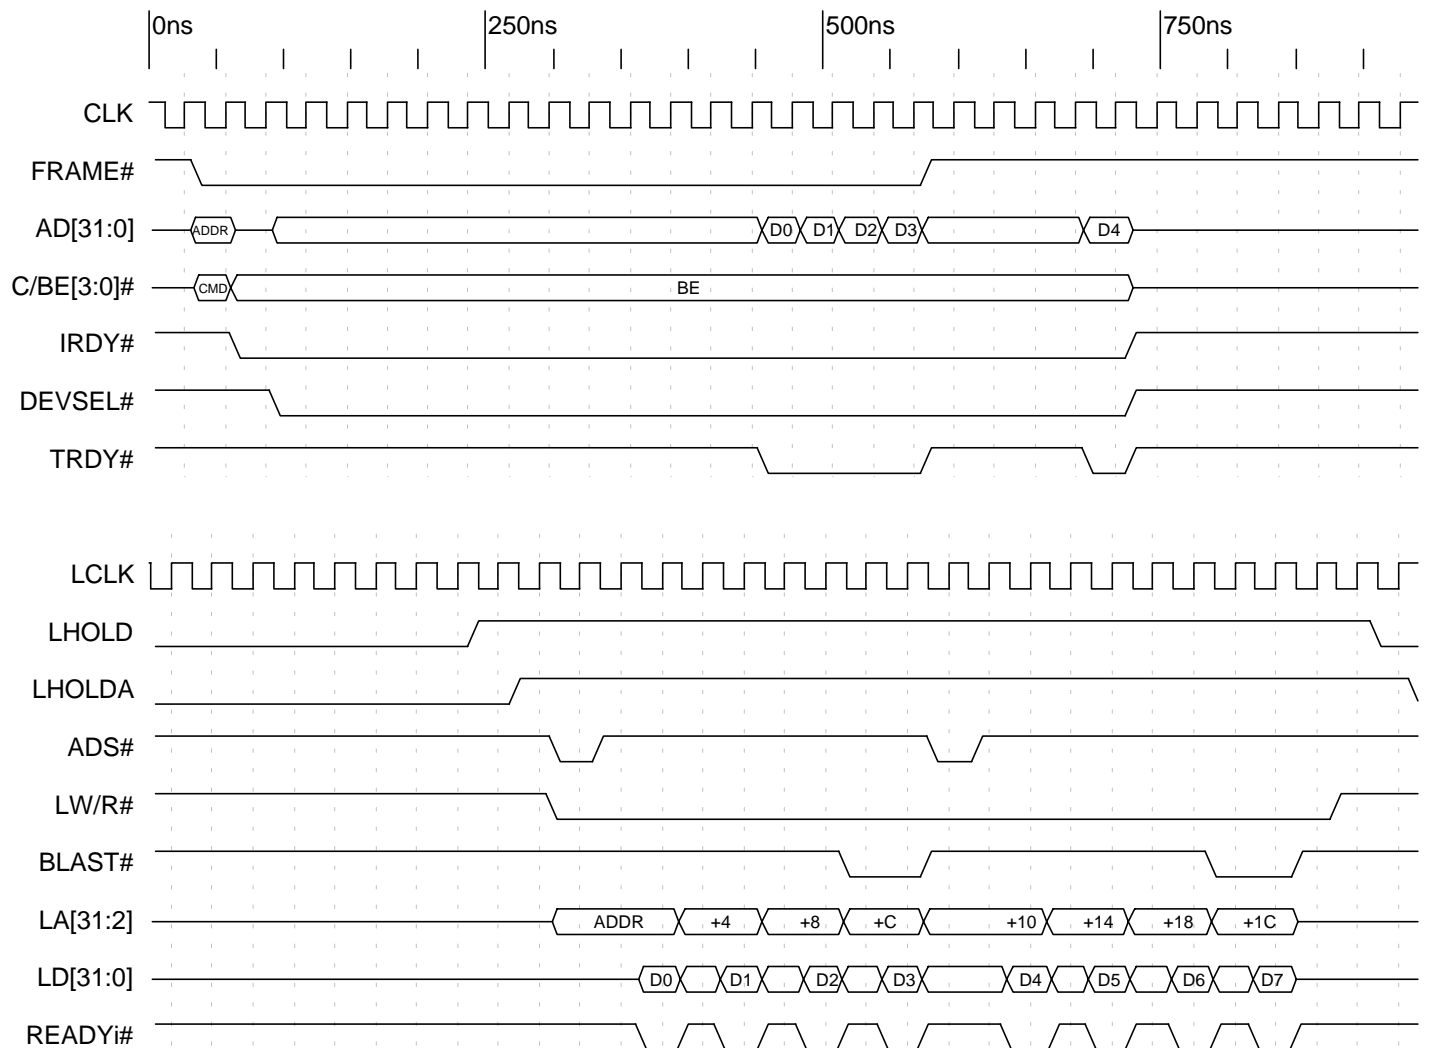 0ns 250ns 500ns 750ns
CLK
FRAME#
AD[31:0] ADDR D0 D1 D2 D3 D4
C/BE[3:0]# CMD BE
IRDY#
DEVSEL#
TRDY#
LCLK
LHOLD
LHOLDA
ADS#
LW/R#
BLAST#
LA[31:2] ADDR +4 +8 +C +10 +14 +18 +1C
LD[31:0] D0 D1 D2 D3 D4 D5 D6 D7
READYi#